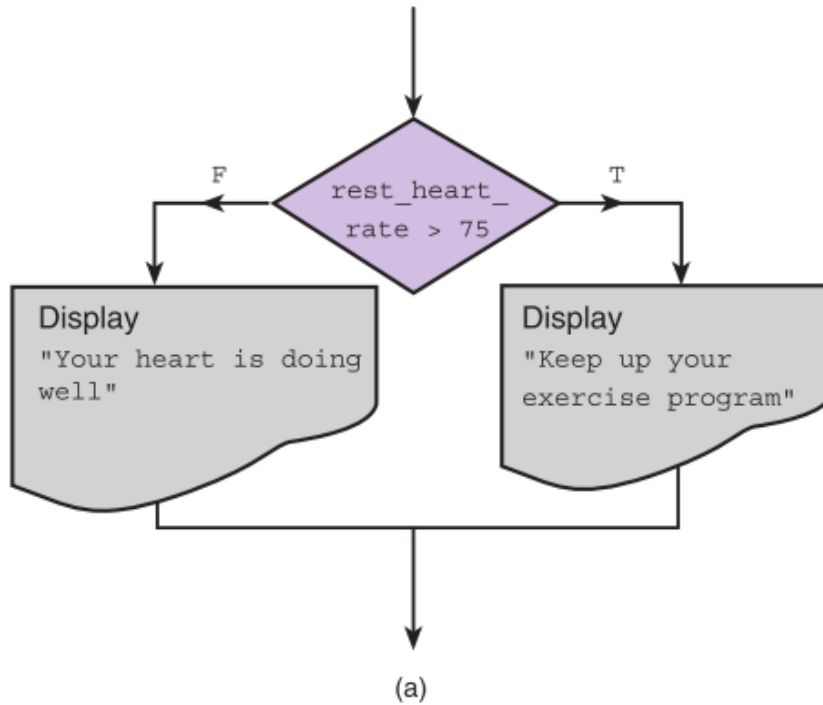 F
T
rest_heart_
rate > 75
Display
"Your heart is doing
well"
Display
"Keep up your
exercise program"
(a)